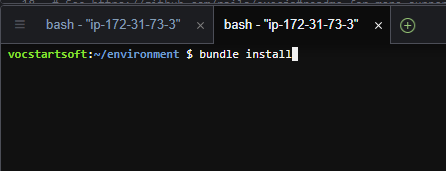 bash - "ip-172-31-73-3" × bash - "ip-172-31-73-3" ×
vocstartsoft:~/environment $ bundle install